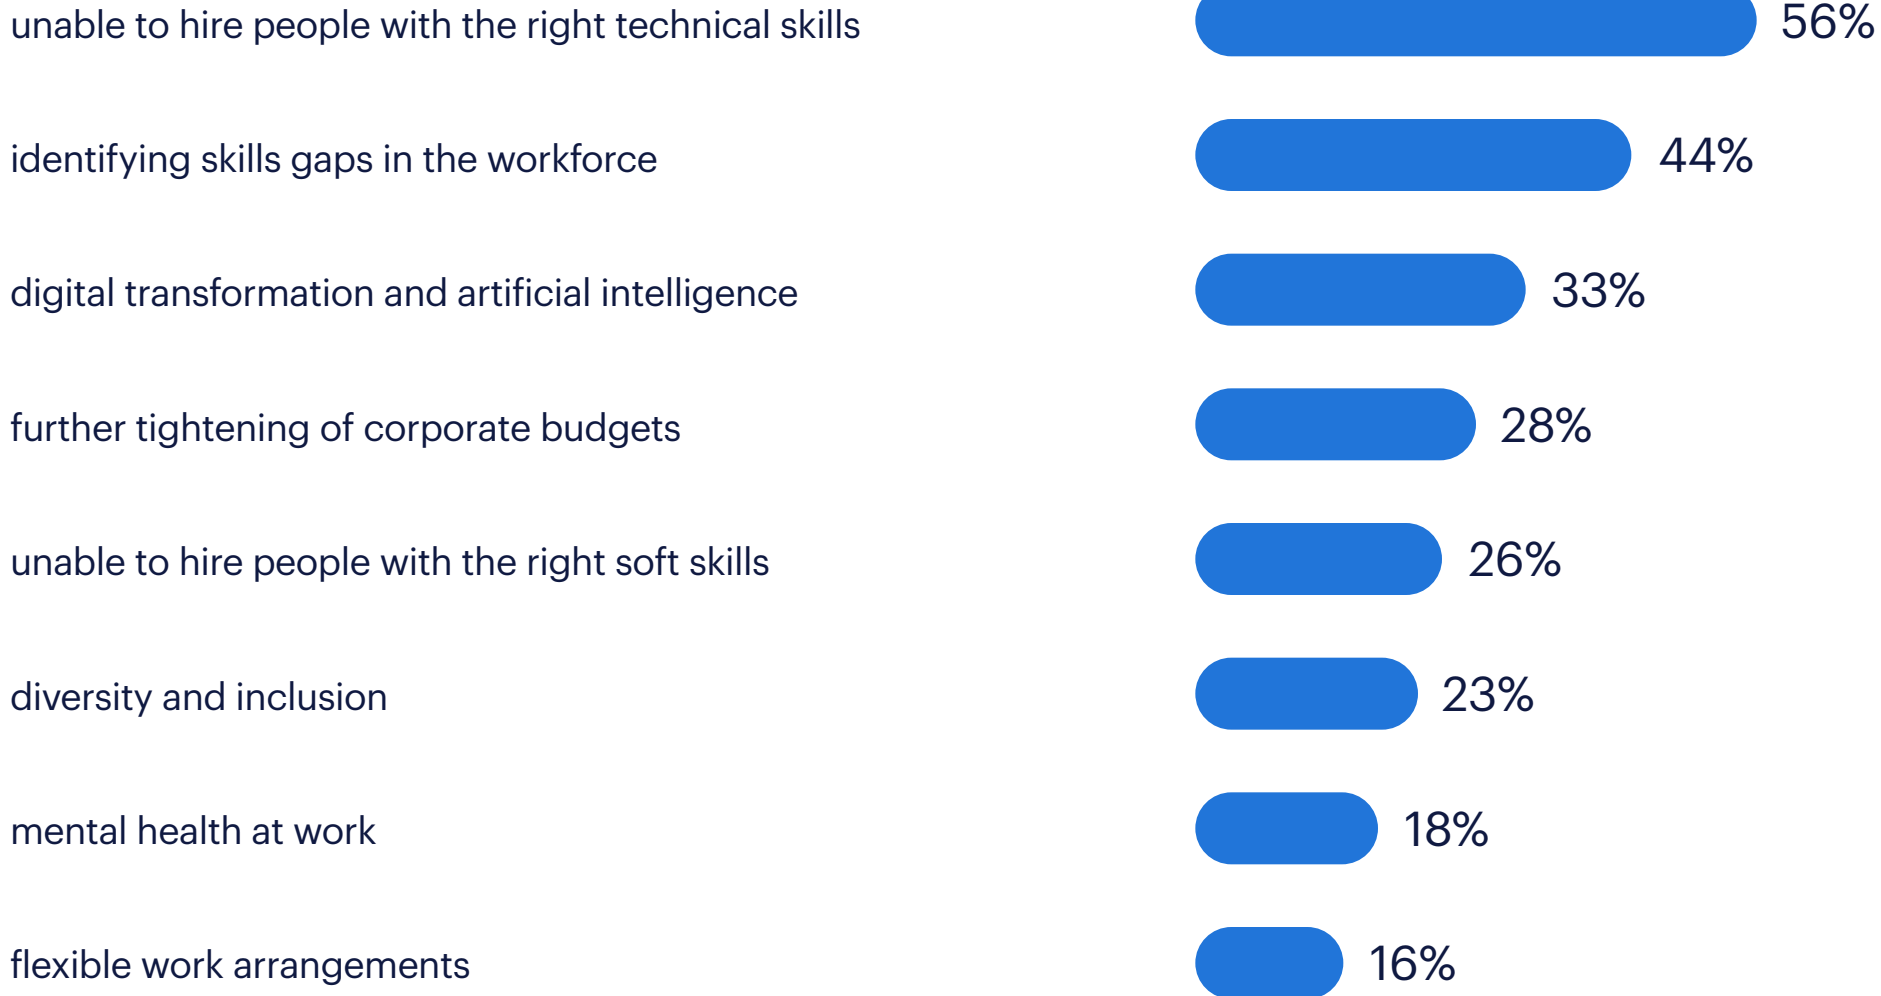 unable to hire people with the right technical skills 56%
identifying skills gaps in the workforce 44%
digital transformation and artificial intelligence 33%
further tightening of corporate budgets 28%
unable to hire people with the right soft skills 26%
diversity and inclusion 23%
mental health at work 18%
flexible work arrangements 16%